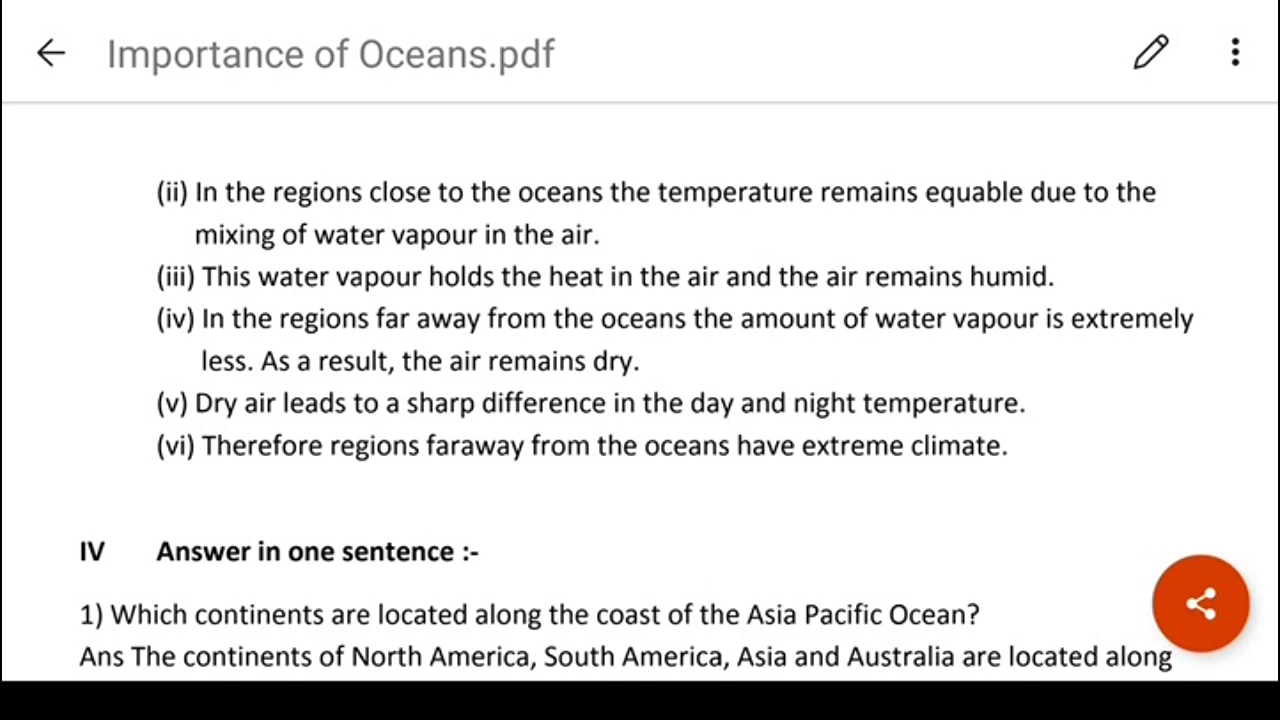 Importance of Oceans.pdf
(ii) In the regions close to the oceans the temperature remains equable due to the
mixing of water vapour in the air.
(iii) This water vapour holds the heat in the air and the air remains humid.
(iv) In the regions far away from the oceans the amount of water vapour is extremely
less. As a result, the air remains dry.
(v) Dry air leads to a sharp difference in the day and night temperature.
(vi) Therefore regions faraway from the oceans have extreme climate.
IV Answer in one sentence :-
1) Which continents are located along the coast of the Asia Pacific Ocean?
Ans The continents of North America, South America, Asia and Australia are located along